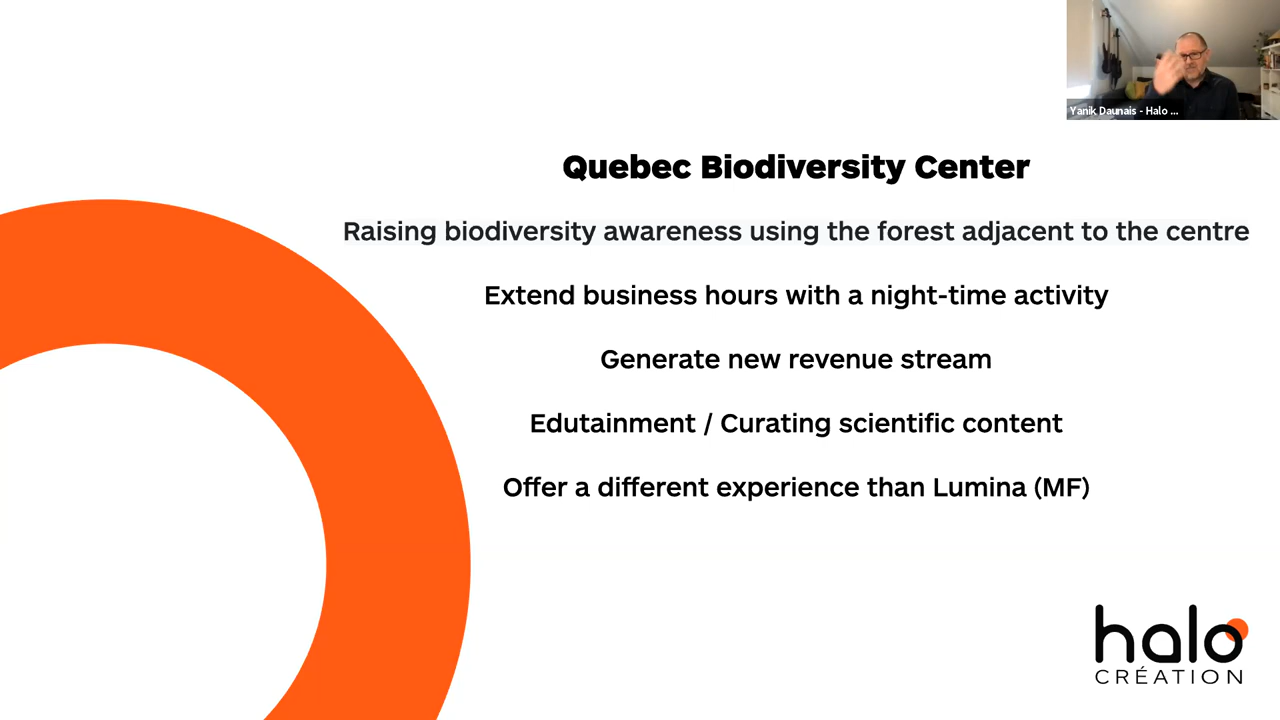 Yanik Daunais - Halo ...
Quebec Biodiversity Center
Raising biodiversity awareness using the forest adjacent to the centre
Extend business hours with a night-time activity
Generate new revenue stream
Edutainment / Curating scientific content
Offer a different experience than Lumina (MF)
halo
CRÉATION